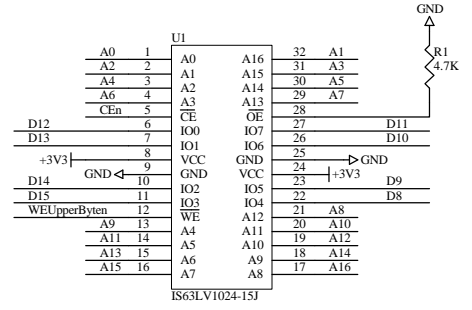 GND
U1
R1
4.7K
A0 1 A0 A16 32 A1
A2 2 A1 A15 31 A3
A4 3 A2 A14 30 A5
A6 4 A3 A13 29 A7
CEn 5 CE OE 28
D12 6 IO0 IO7 27 D11
D13 7 IO1 IO6 26 D10
+3V3 8 VCC GND 25 GND
GND 9 GND VCC 24 +3V3
D14 10 IO2 IO5 23 D9
D15 11 IO3 IO4 22 D8
WEUpperByten 12 WE A12 21 A8
A9 13 A4 A11 20 A10
A11 14 A5 A10 19 A12
A13 15 A6 A9 18 A14
A15 16 A7 A8 17 A16
IS63LV1024-15J